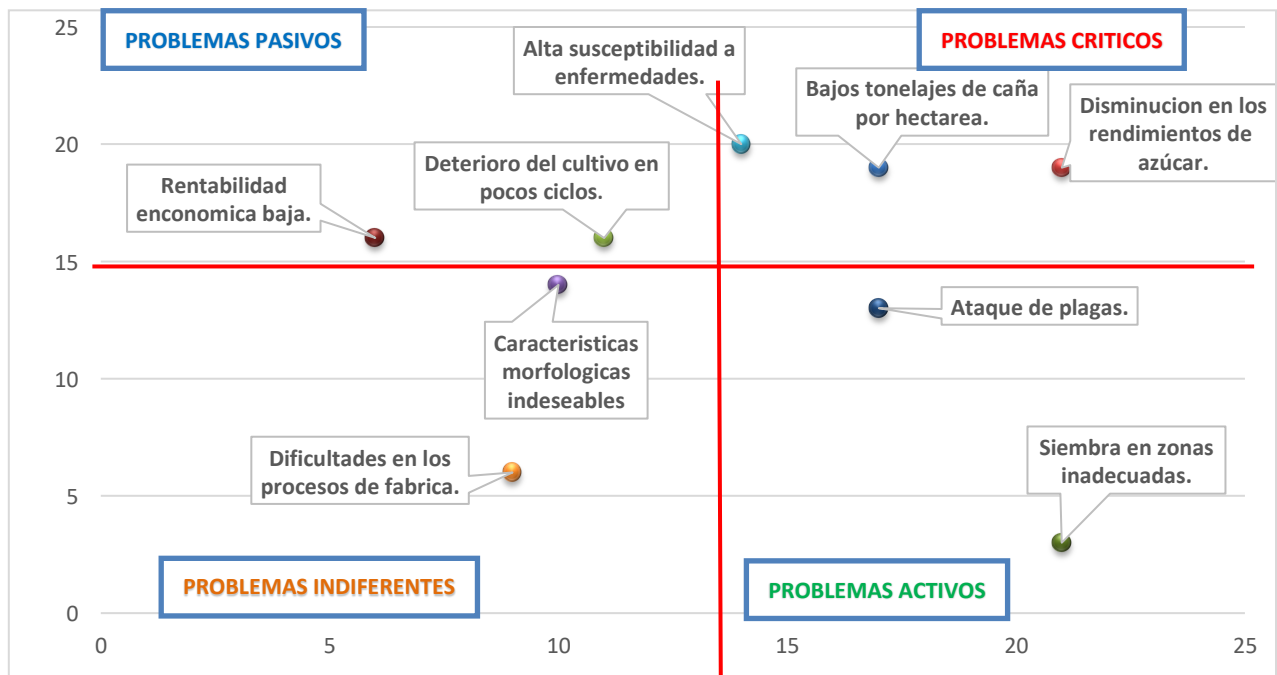 25
PROBLEMAS PASIVOS
Alta susceptibilidad a
enfermedades.
PROBLEMAS CRITICOS
Bajos tonelajes de caña
por hectarea.
Disminucion en los
rendimientos de
azúcar.
20
Deterioro del cultivo en
pocos ciclos.
Rentabilidad
enconomica baja.
15
Ataque de plagas.
Caracteristicas
morfologicas
indeseables
10
Dificultades en los
procesos de fabrica.
Siembra en zonas
inadecuadas.
5
PROBLEMAS INDIFERENTES
PROBLEMAS ACTIVOS
0
0 5 10 15 20 25